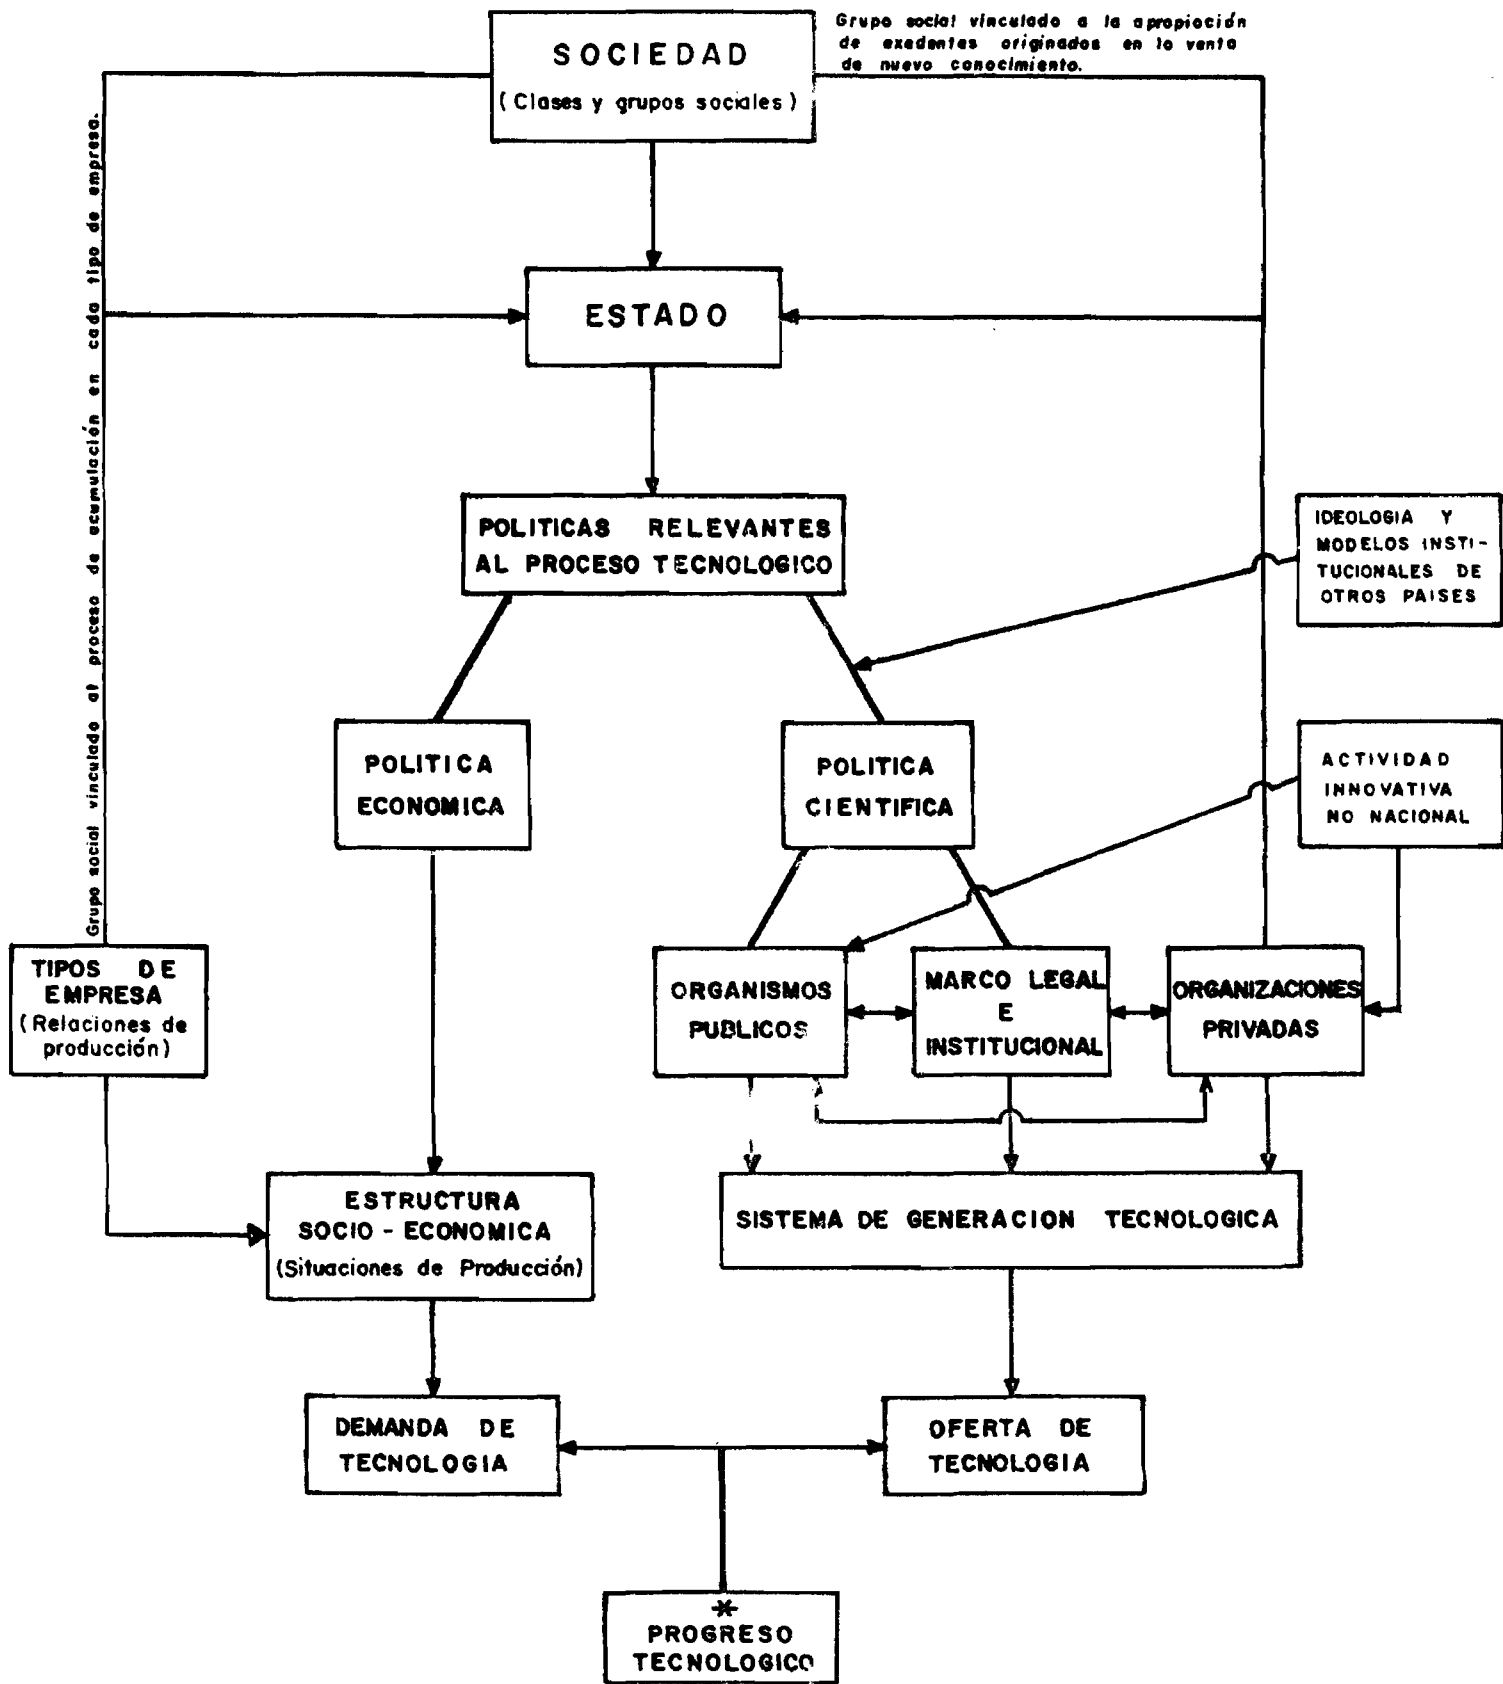 SOCIEDAD
(Clases y grupos sociales)
Grupo social vinculado a la apropiación
de exedentes originados en la venta
de nuevo conocimiento.
Grupo social vinculado al proceso de acumulación en cada tipo de empresa.
ESTADO
POLITICAS RELEVANTES
AL PROCESO TECNOLOGICO
IDEOLOGIA Y
MODELOS INSTI-
TUCIONALES DE
OTROS PAISES
POLITICA
ECONOMICA
POLITICA
CIENTIFICA
ACTIVIDAD
INNOVATIVA
NO NACIONAL
TIPOS DE
EMPRESA
(Relaciones de
producción)
ORGANISMOS
PUBLICOS
MARCO LEGAL
E
INSTITUCIONAL
ORGANIZACIONES
PRIVADAS
ESTRUCTURA
SOCIO - ECONOMICA
(Situaciones de Producción)
SISTEMA DE GENERACION TECNOLOGICA
DEMANDA DE
TECNOLOGIA
OFERTA DE
TECNOLOGIA
*
PROGRESO
TECNOLOGICO